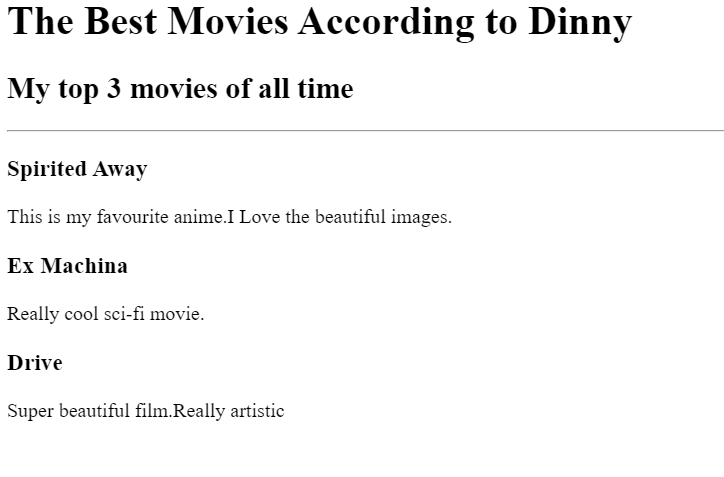 The Best Movies According to Dinny
My top 3 movies of all time
Spirited Away
This is my favourite anime.I Love the beautiful images.
Ex Machina
Really cool sci-fi movie.
Drive
Super beautiful film.Really artistic